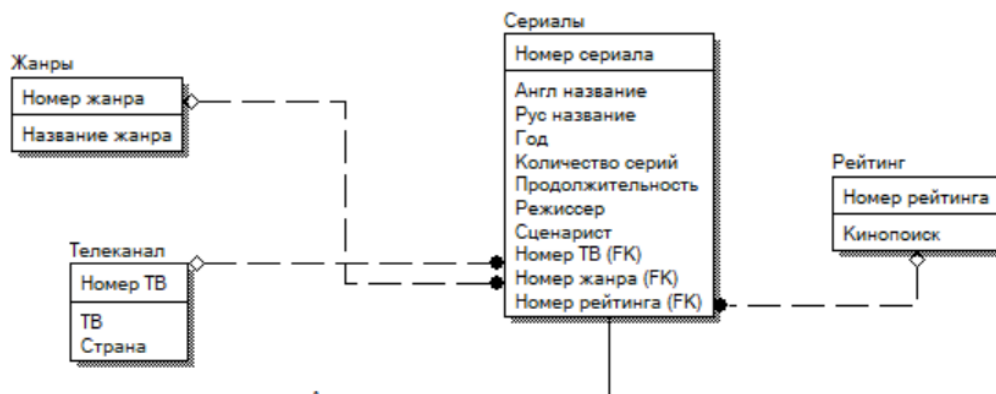 Сериалы
Номер сериала
Англ название
Рус название
Год
Количество серий
Продолжительность
Режиссер
Сценарист
Номер ТВ (FK)
Номер жанра (FK)
Номер рейтинга (FK)
Жанры
Номер жанра
Название жанра
Телеканал
Номер ТВ
ТВ
Страна
Рейтинг
Номер рейтинга
Кинопоиск